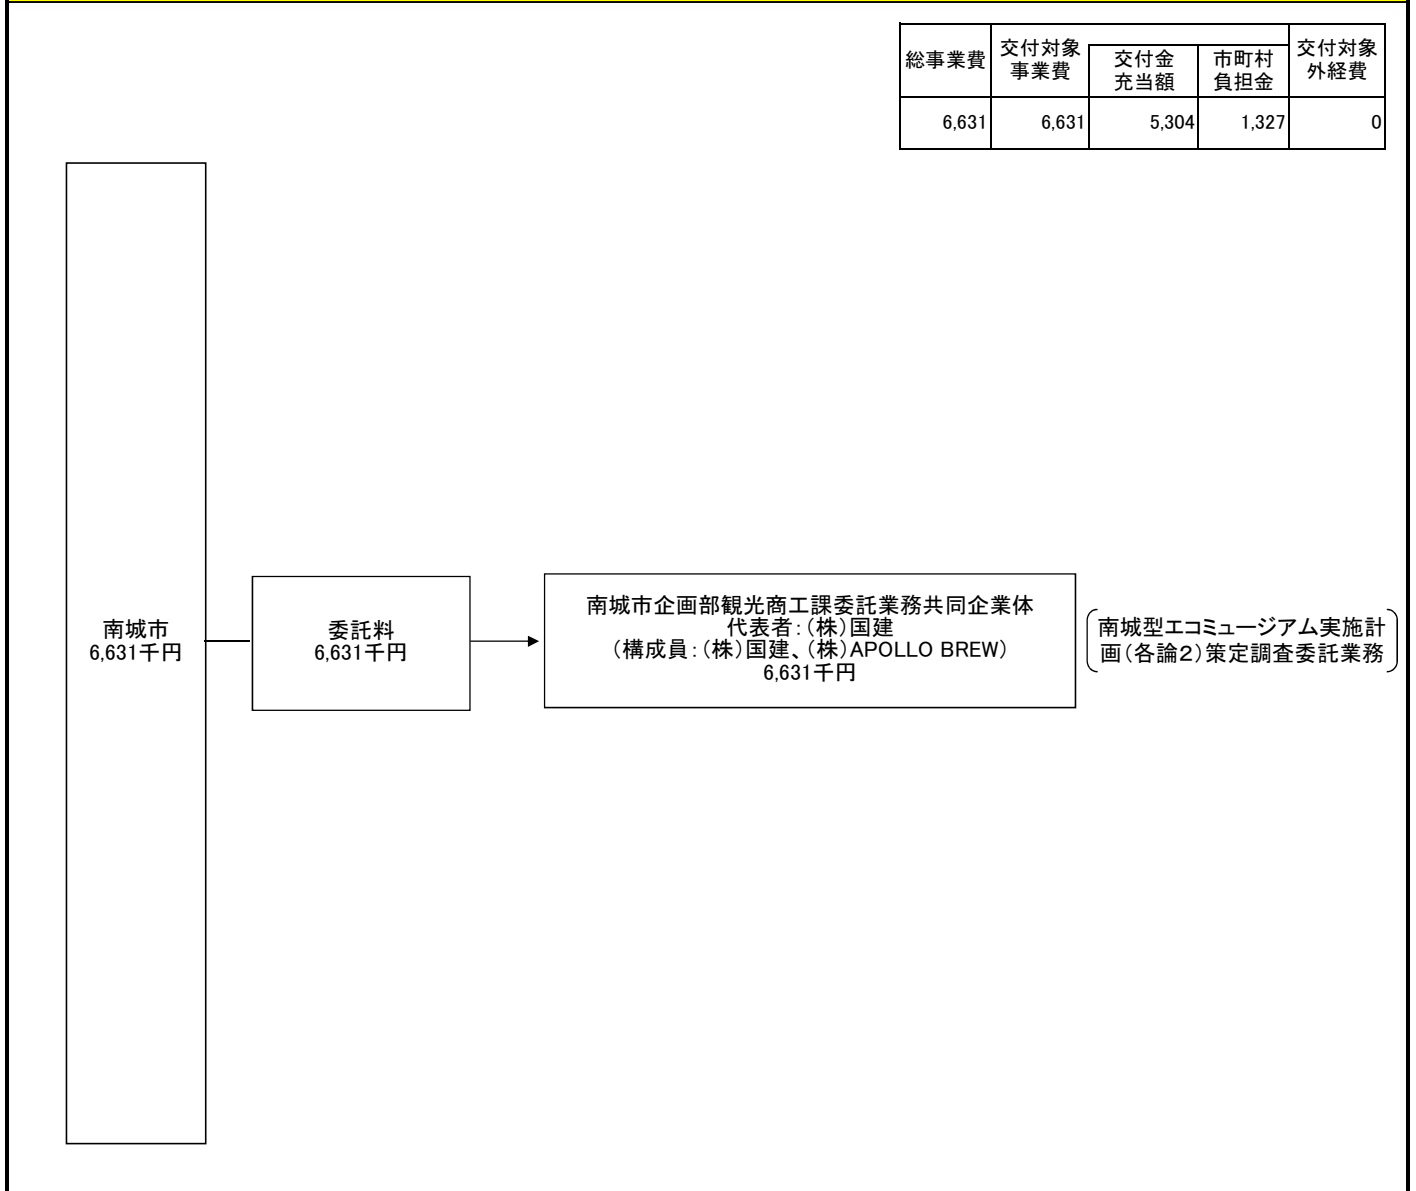 総事業費
交付対象
事業費
交付金
充当額
市町村
負担金
交付対象
外経費
6,631
6,631
5,304
1,327
0
南城市
6,631千円
委託料
6,631千円
南城市企画部観光商工課委託業務共同企業体
代表者：（株）国建
（構成員：（株）国建、（株）APOLLO BREW）
6,631千円
南城型エコミュージアム実施計
画（各論２）策定調査委託業務